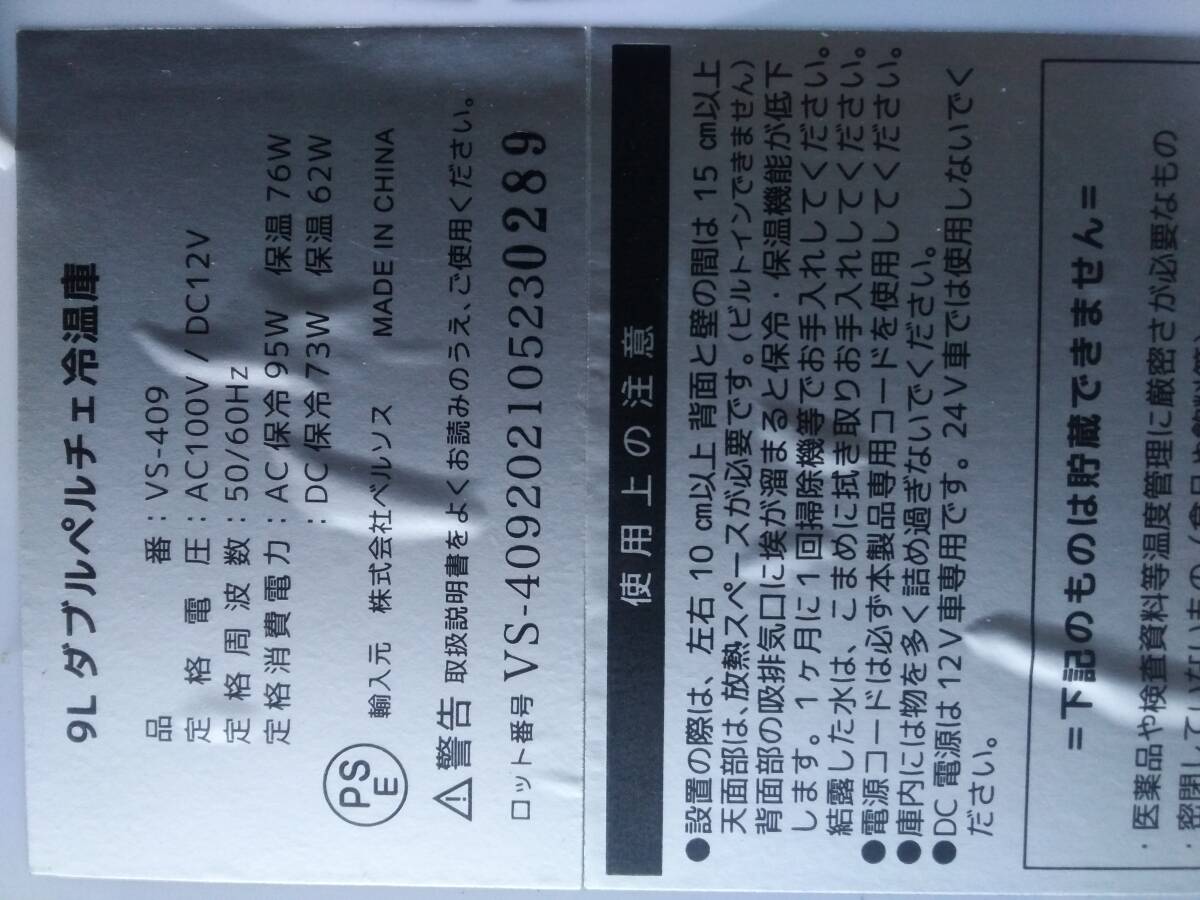 9L ダブルペルチェ冷温庫
品番:VS-409
定格電圧:AC100V / DC12V
定格周波数:50/60Hz
定格消費電力:AC 保冷 95W 保温 76W
:DC 保冷 73W 保温 62W
PSE
輸入元 株式会社ベルソス MADE IN CHINA
⚠警告 取扱説明書をよくお読みのうえ、ご使用ください。
ロット番号 VS-409202105230289
使用上の注意
●設置の際は、左右 10 ㎝以上 背面と壁の間は 15 ㎝以上
天面部は、放熱スペースが必要です。(ビルトインできません)
背面部の吸排気口に埃が溜まると保冷・保温機能が低下
します。1ヶ月に1回掃除機等でお手入れしてください。
結露した水は、こまめに拭き取りお手入れしてください。
●電源コードは必ず本製品専用コードを使用してください。
●庫内には物を多く詰め過ぎないでください。
●DC 電源は 12V 車専用です。24V 車では使用しないでく
ださい。
=下記のものは貯蔵できません=
・医薬品や検査資料等温度管理に厳密さが必要なもの
・密閉していないもの